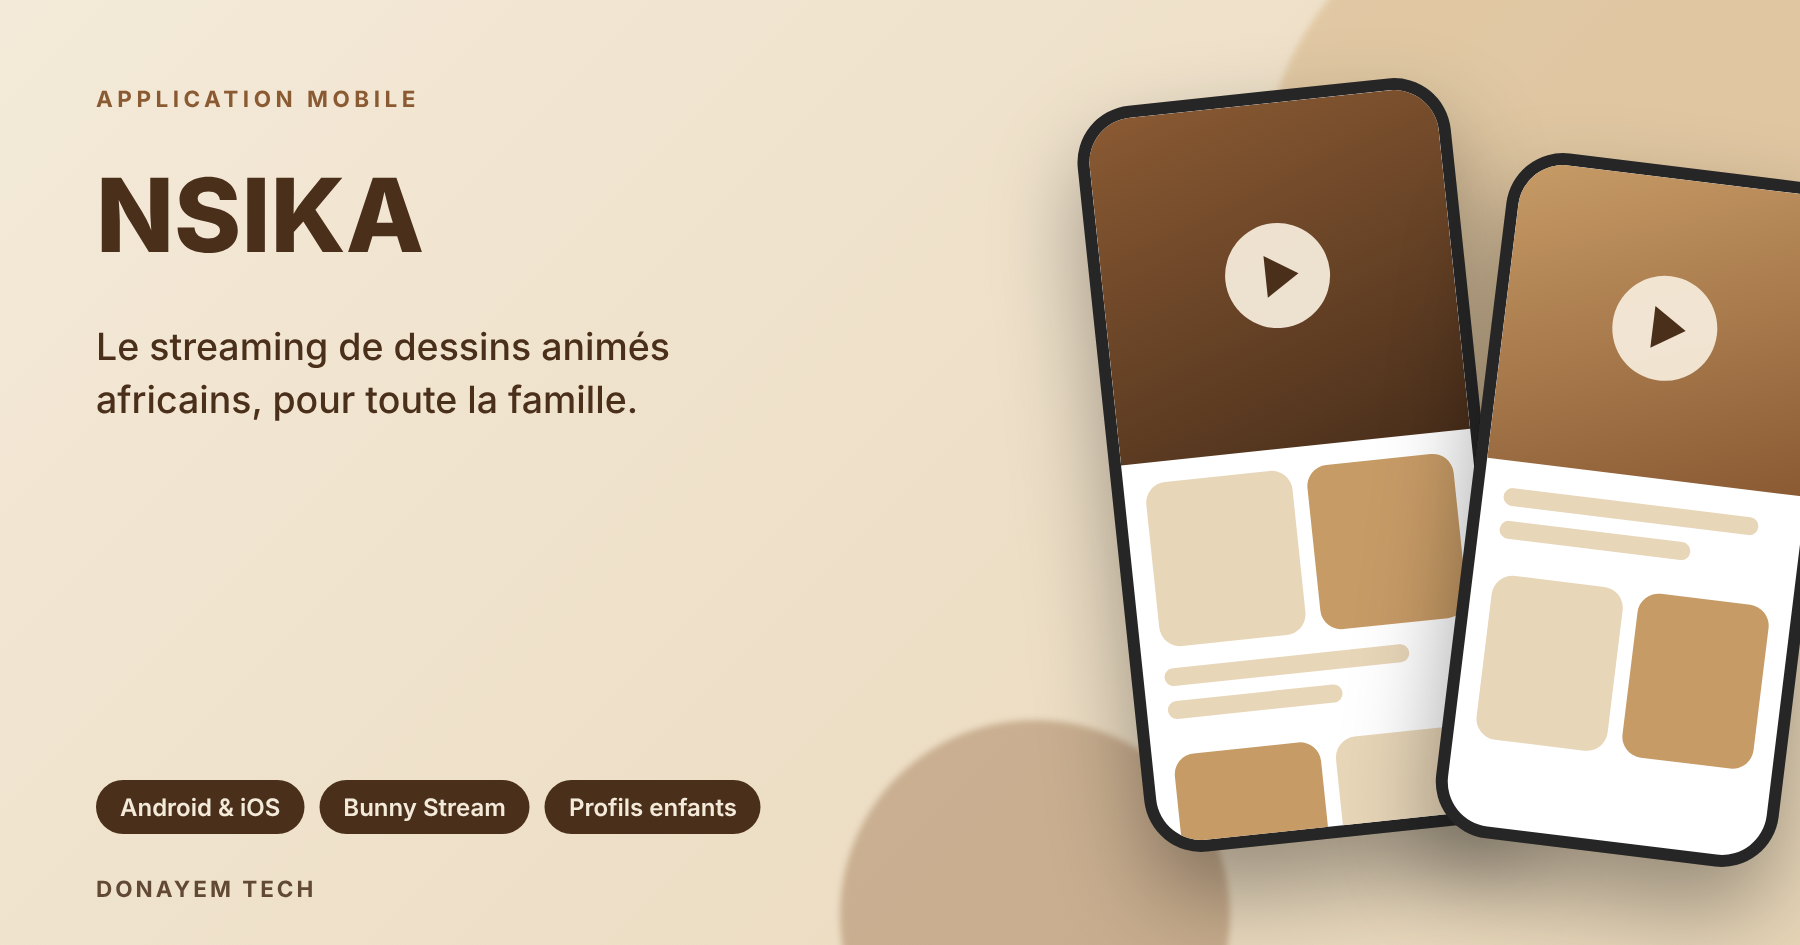 APPLICATION MOBILE
NSIKA
Le streaming de dessins animés
africains, pour toute la famille.
Android & iOS
Bunny Stream
Profils enfants
DONAYEM TECH